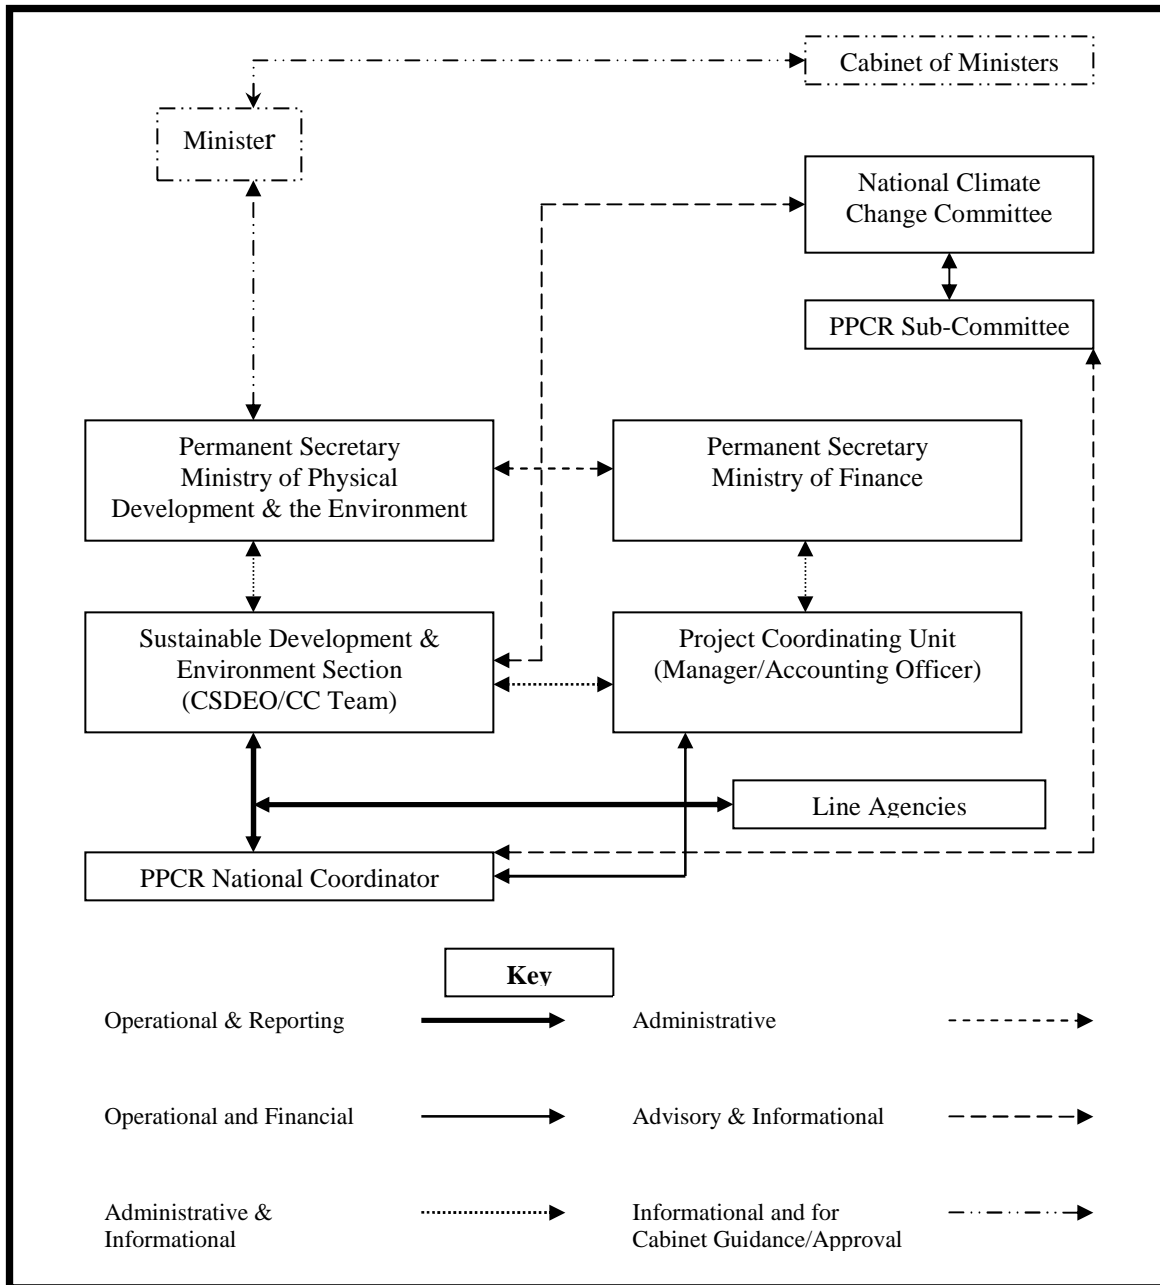 Cabinet of Ministers
Minister
National Climate
Change Committee
PPCR Sub-Committee
Permanent Secretary
Ministry of Physical
Development & the Environment
Permanent Secretary
Ministry of Finance
Sustainable Development &
Environment Section
(CSDEO/CC Team)
Project Coordinating Unit
(Manager/Accounting Officer)
Line Agencies
PPCR National Coordinator
Key
Operational & Reporting
Administrative
Operational and Financial
Advisory & Informational
Administrative &
Informational
Informational and for
Cabinet Guidance/Approval